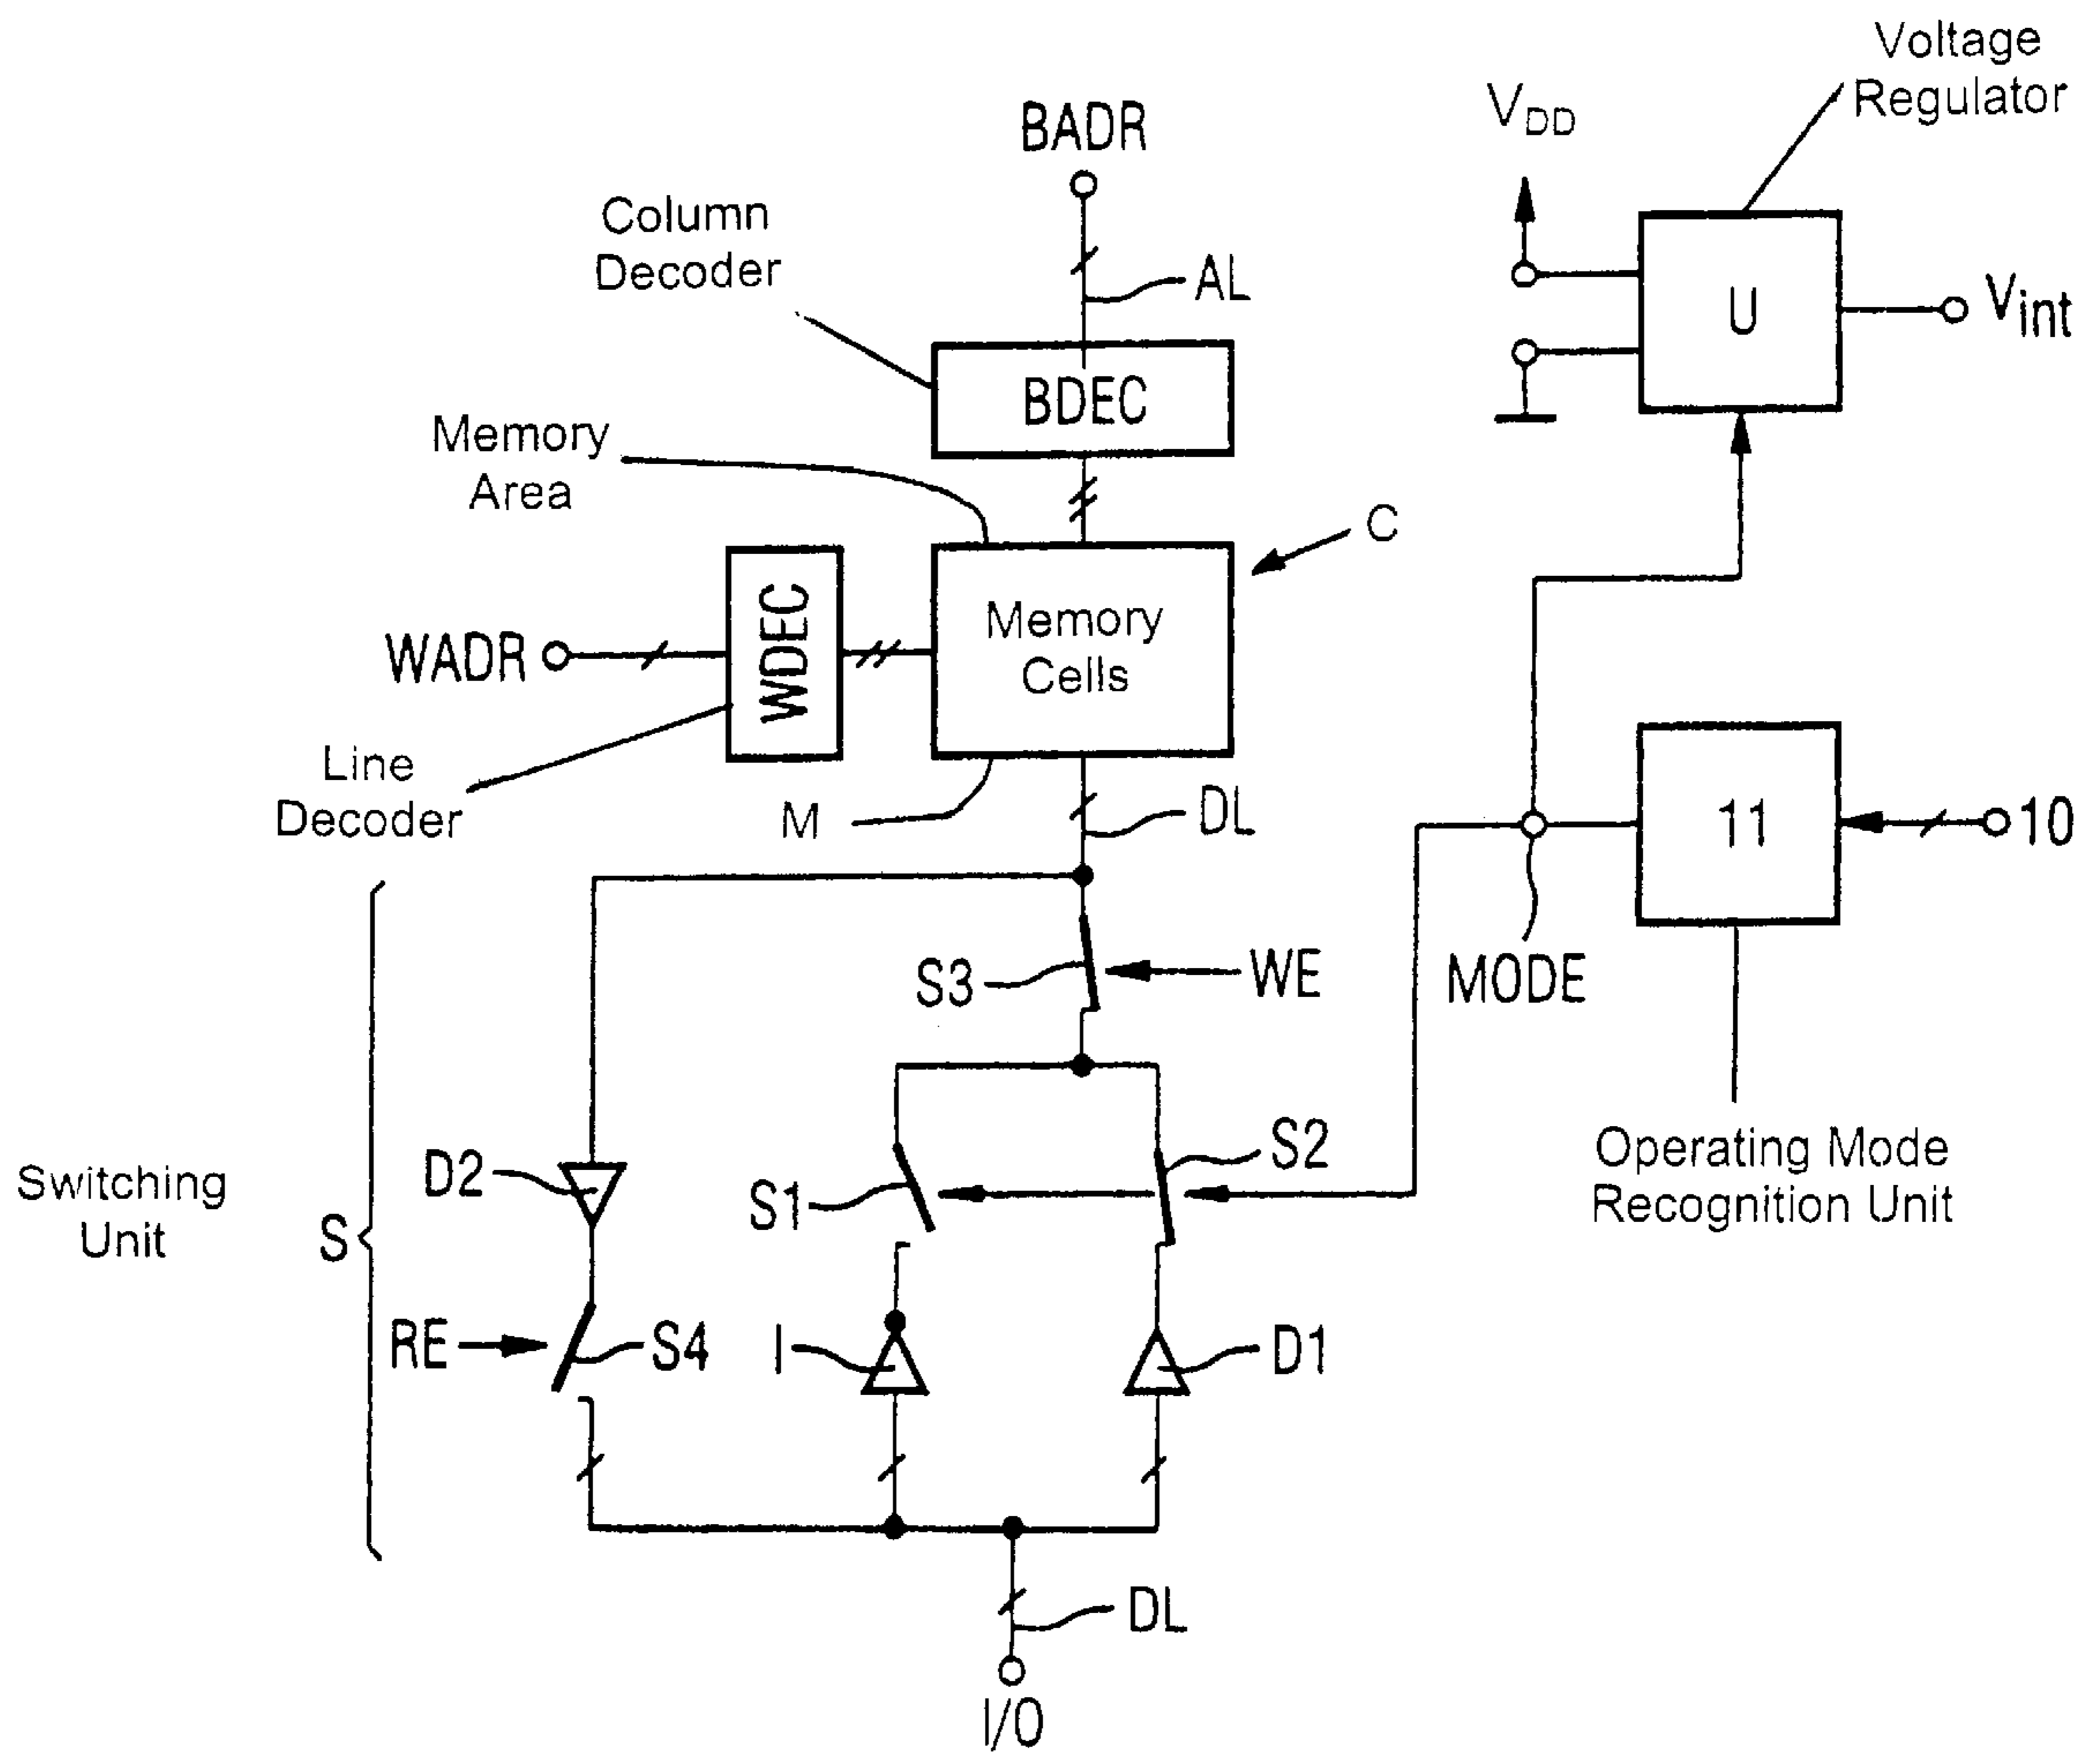 Voltage
Regulator
V_DD
BADR
Column
Decoder
AL
U
Vint
BDEC
Memory
Area
C
WDEC
Memory
Cells
WADR
Line
Decoder
M
DL
11
10
S3
WE
MODE
Switching
Unit
S
D2
S1
S2
Operating Mode
Recognition Unit
RE
S4
I
D1
DL
I/O